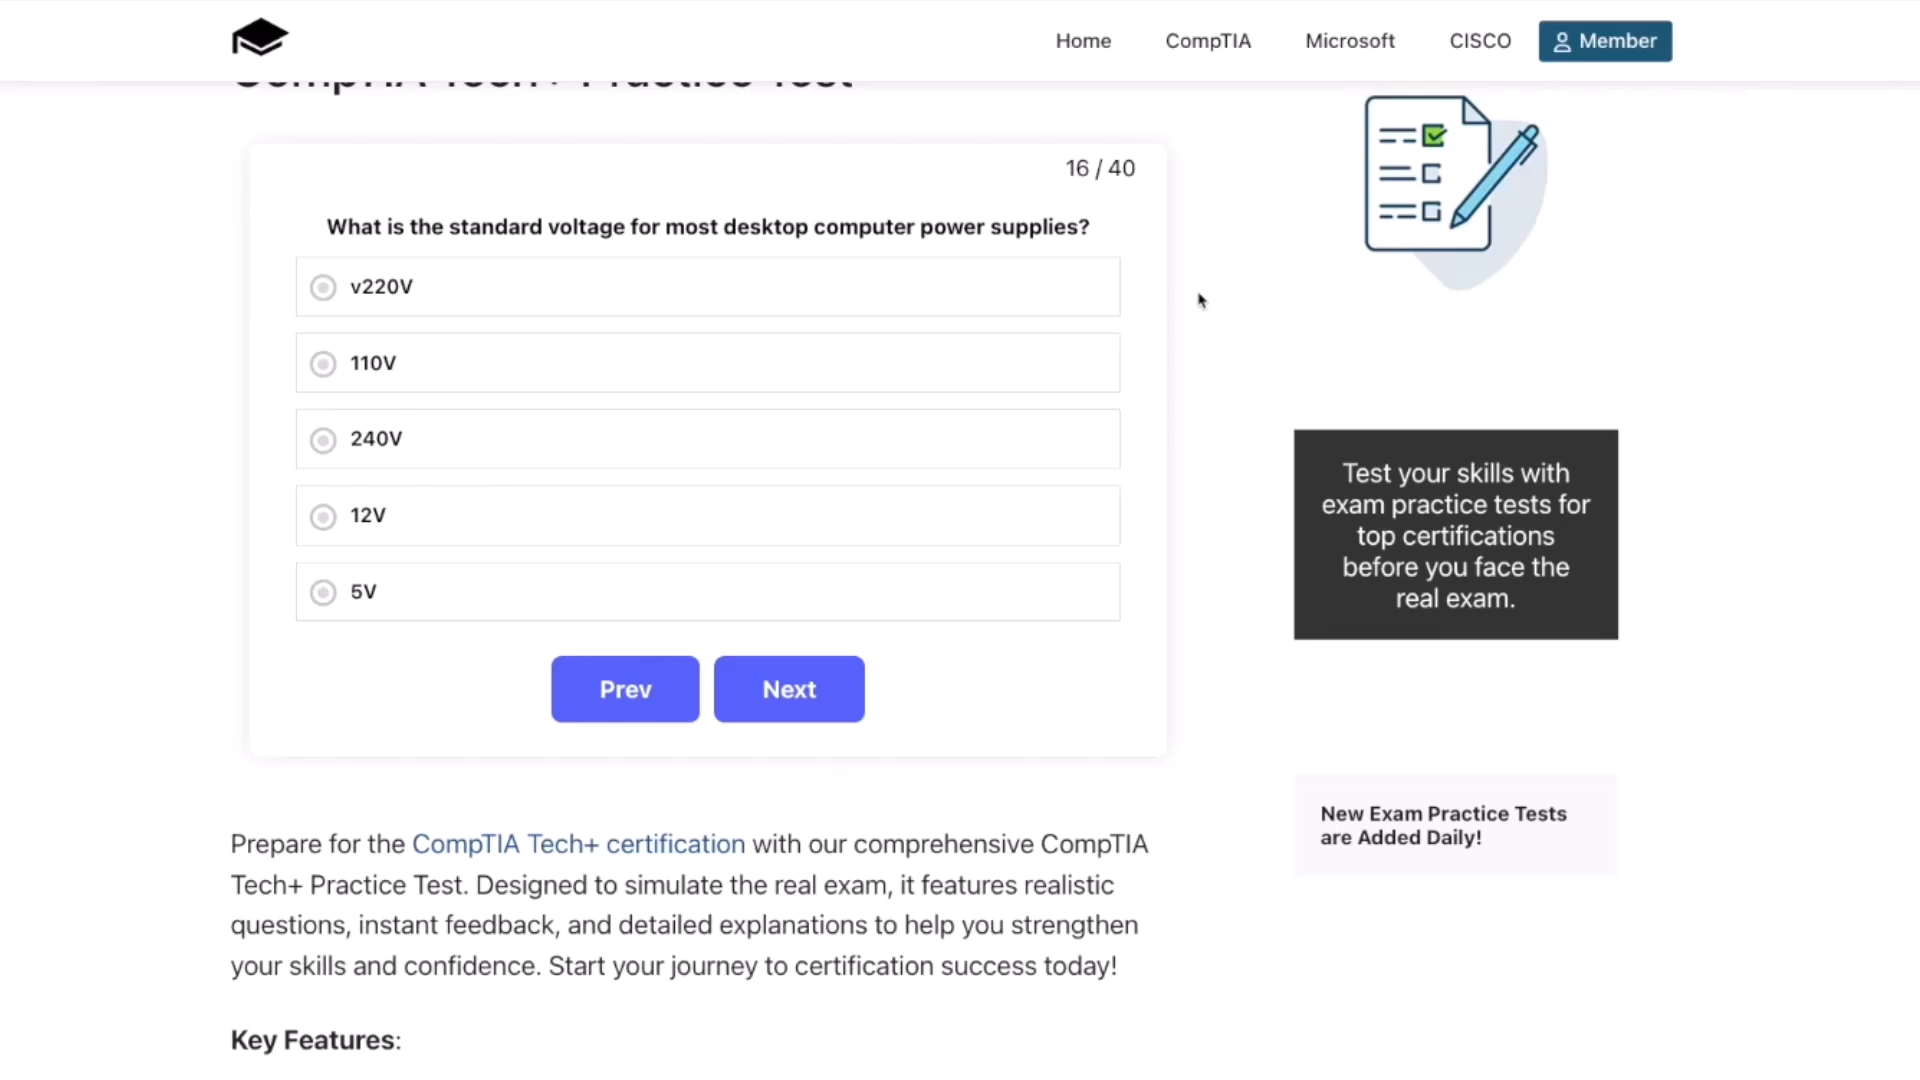 Home
CompTIA
Microsoft
CISCO
Member
CompTIA Tech+ Practice Test
16 / 40
What is the standard voltage for most desktop computer power supplies?
v220V
110V
240V
12V
5V
Prev
Next
Test your skills with
exam practice tests for
top certifications
before you face the
real exam.
New Exam Practice Tests
are Added Daily!
Prepare for the CompTIA Tech+ certification with our comprehensive CompTIA
Tech+ Practice Test. Designed to simulate the real exam, it features realistic
questions, instant feedback, and detailed explanations to help you strengthen
your skills and confidence. Start your journey to certification success today!
Key Features: